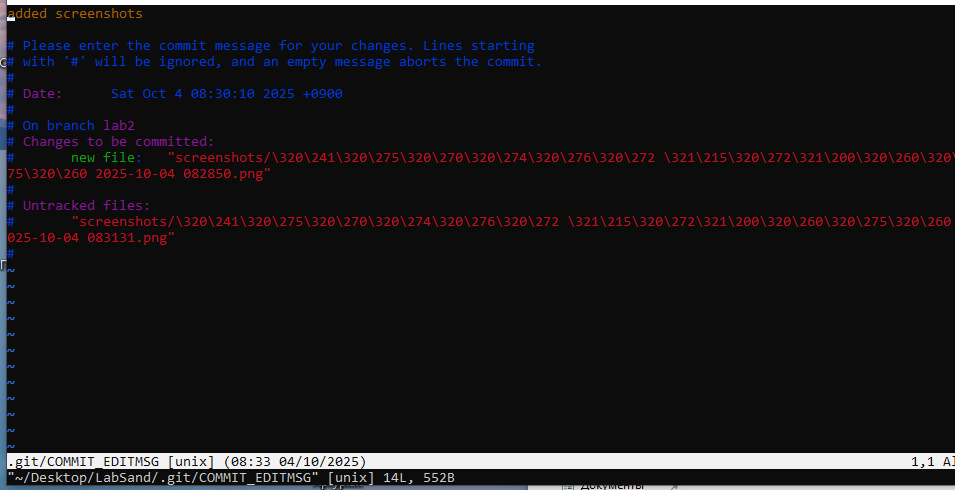 added screenshots
# Please enter the commit message for your changes. Lines starting
# with '#' will be ignored, and an empty message aborts the commit.
#
# Date:      Sat Oct 4 08:30:10 2025 +0900
#
# On branch lab2
# Changes to be committed:
#       new file:   "screenshots/\320\241\320\275\320\270\320\274\320\276\320\272 \321\215\320\272\321\200\320\260\320\
75\320\260 2025-10-04 082850.png"
#
# Untracked files:
#       "screenshots/\320\241\320\275\320\270\320\274\320\276\320\272 \321\215\320\272\321\200\320\260\320\275\320\260
025-10-04 083131.png"
#
~
~
~
~
~
~
~
~
~
~
~
~
.git/COMMIT_EDITMSG [unix] (08:33 04/10/2025)                    1,1 Al
"~/Desktop/LabSand/.git/COMMIT_EDITMSG" [unix] 14L, 552B
Документы